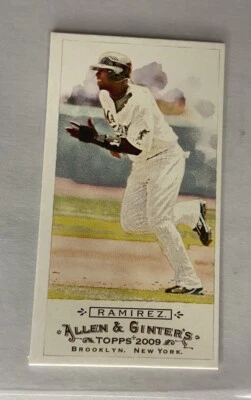 RAMIREZ
ALLEN & GINTER'S
TOPPS 2009
BROOKLYN. NEW YORK.